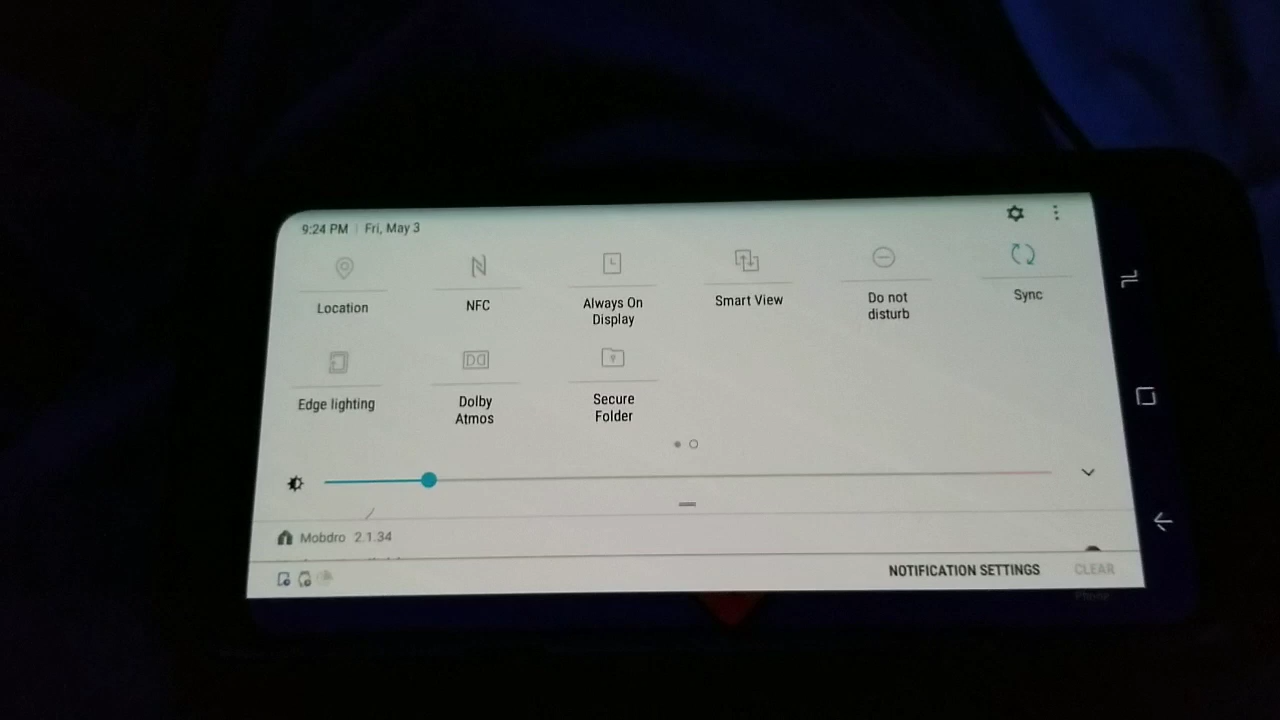 9:24 PM | Fri, May 3
Location
NFC
Always On
Display
Smart View
Do not
disturb
Sync
Edge lighting
Dolby
Atmos
Secure
Folder
Mobdro 2.1.34
NOTIFICATION SETTINGS
CLEAR
Phone